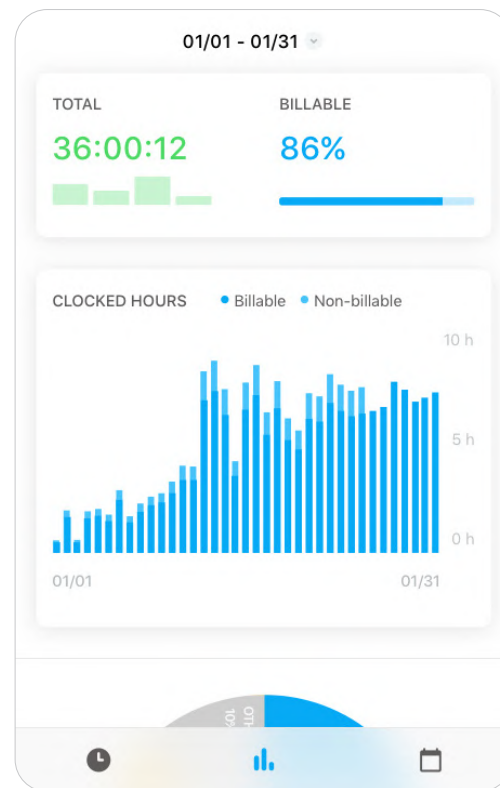 01/01 - 01/31
TOTAL
BILLABLE
36:00:12
86%
CLOCKED HOURS
Billable
Non-billable
10 h
5 h
0 h
01/01
01/31